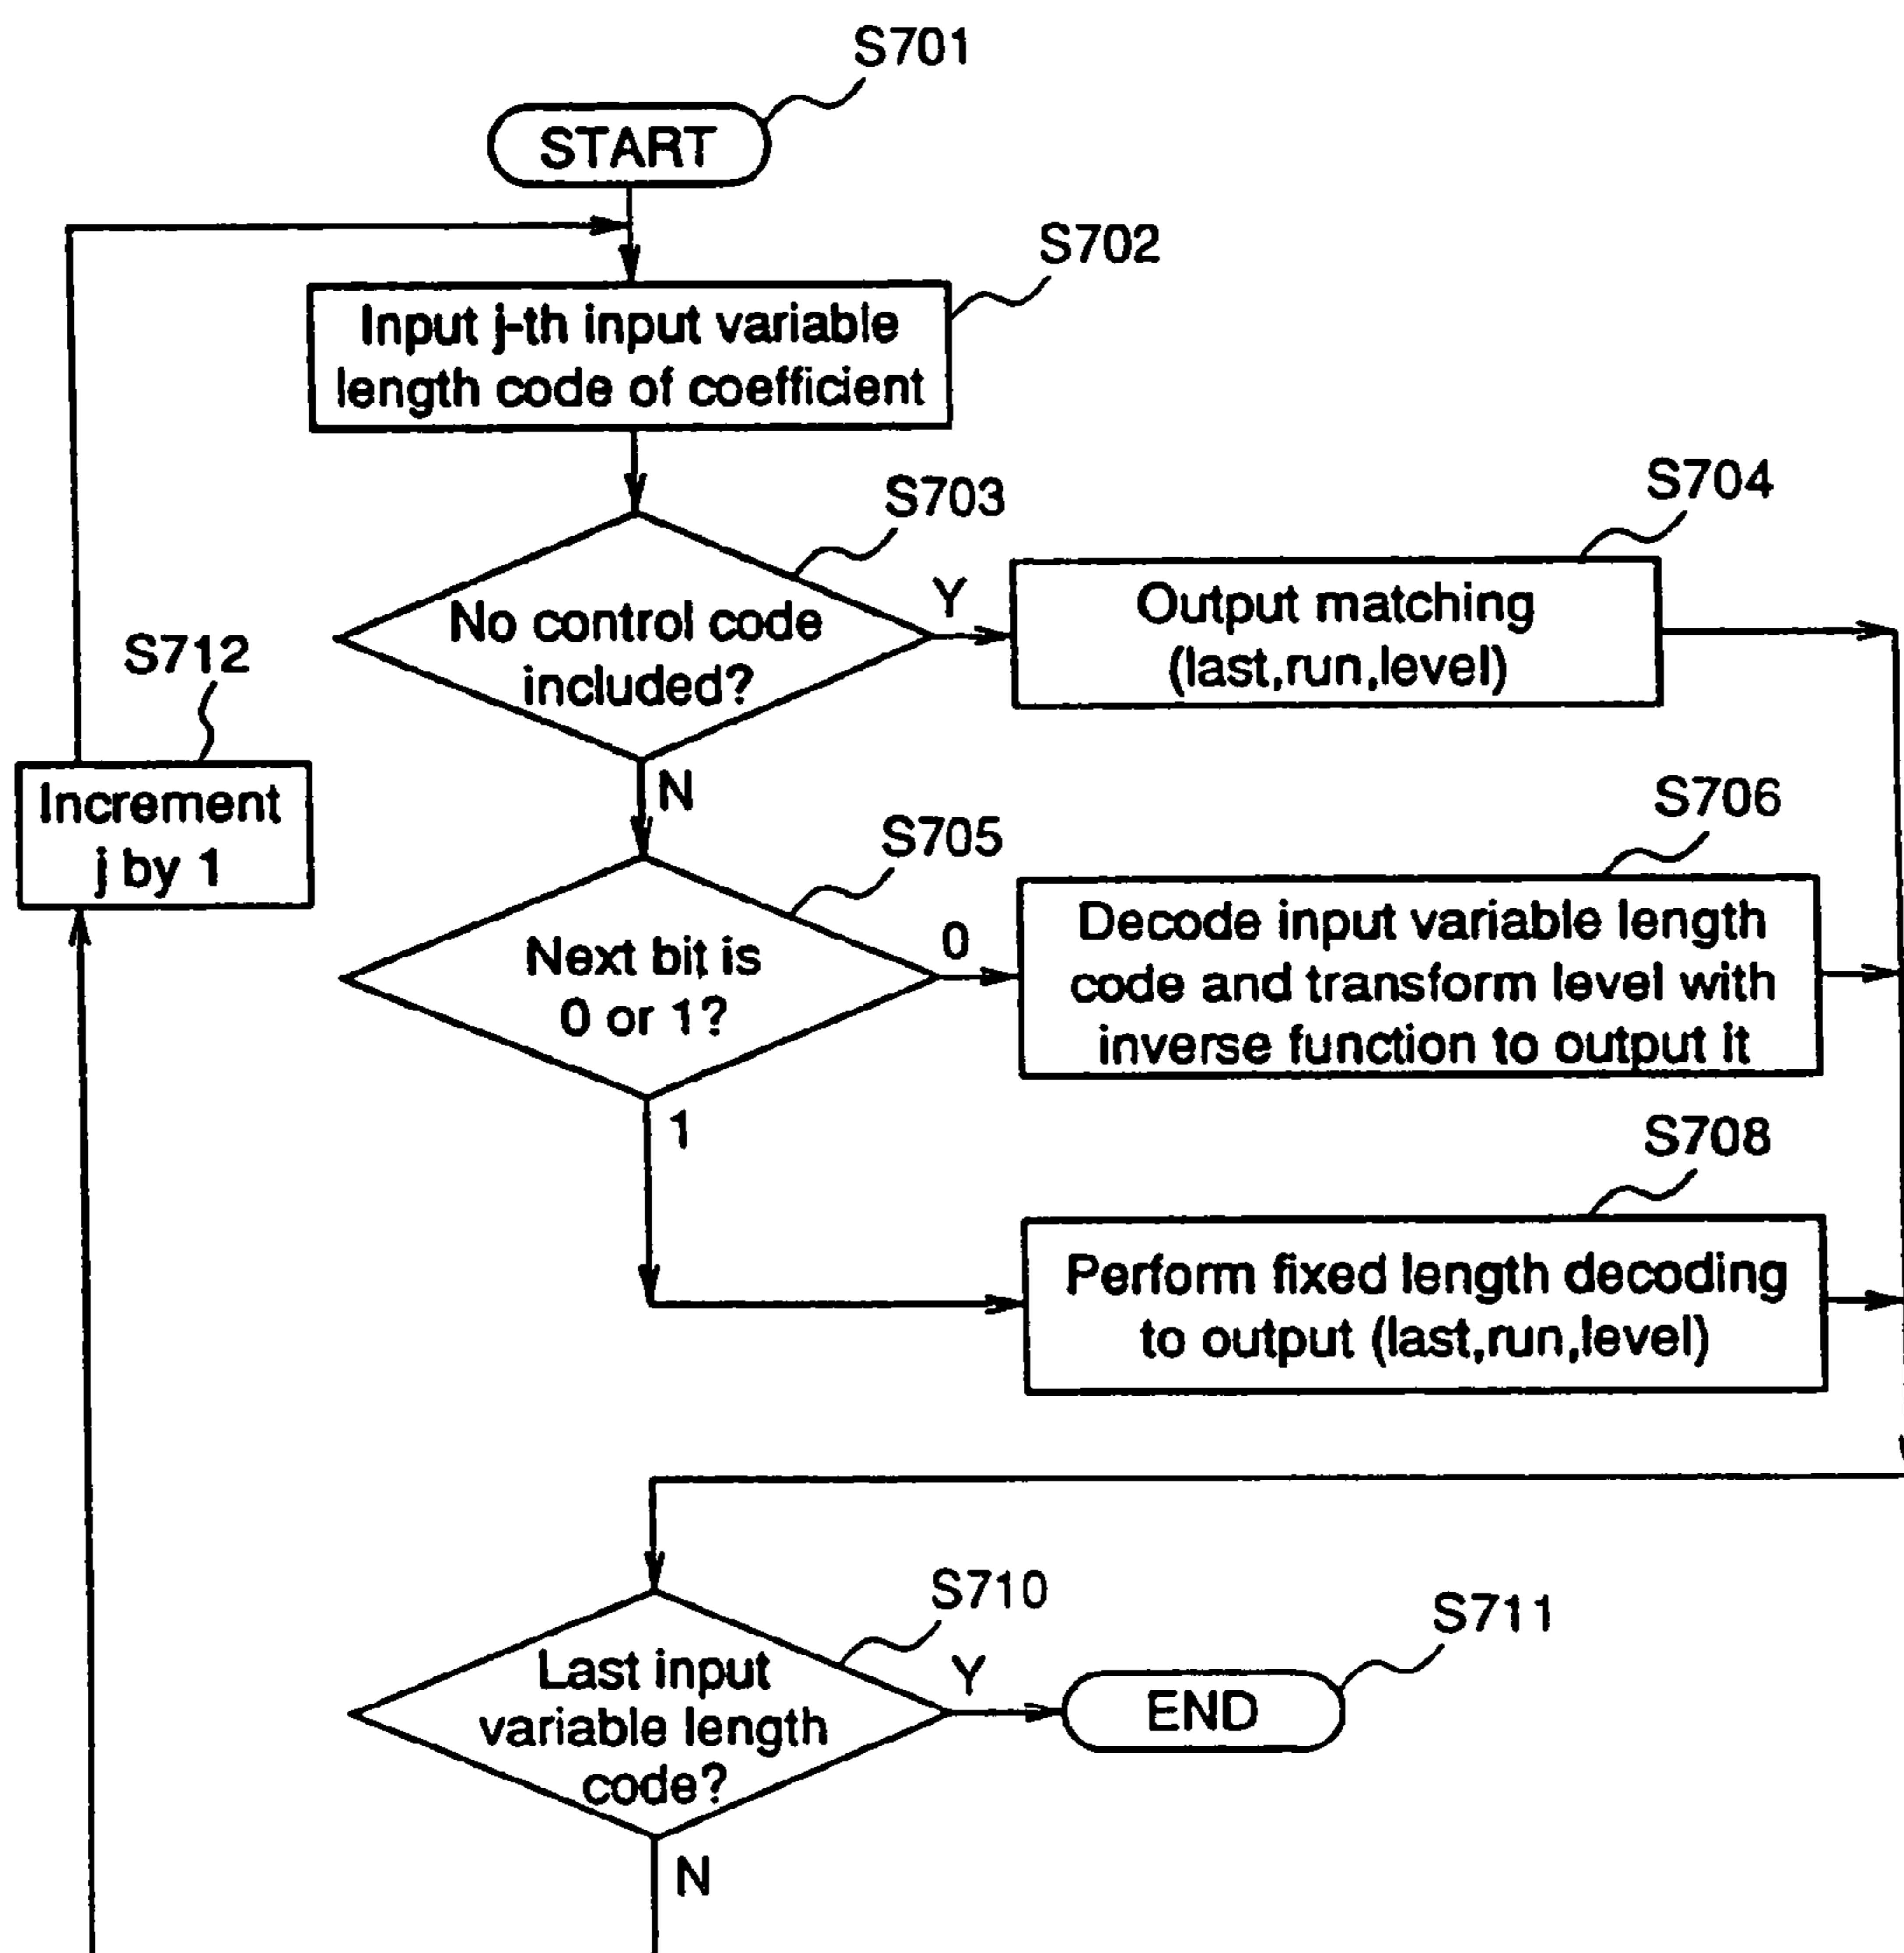 S701
START
S702
Input j-th input variable
length code of coefficient
S703
No control code
included?
Y
S704
Output matching
(last,run,level)
N
S712
Increment
j by 1
S705
Next bit is
0 or 1?
0
S706
Decode input variable length
code and transform level with
inverse function to output it
1
S708
Perform fixed length decoding
to output (last,run,level)
S710
Last input
variable length
code?
Y
S711
END
N